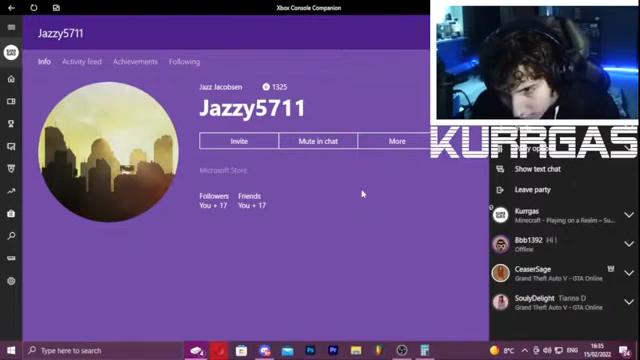 Xbox Console Companion
Jazzy5711
Info Activity feed Achievements Following
Jazz Jacobsen 1325
Jazzy5711
Invite Mute in chat More
Microsoft Store
Followers Friends
You + 17 You + 17
KURRGAS
Show text chat
Leave party
Kurrgas
Minecraft - Playing on a Realm – Su...
Bbb1392 Hi !
Offline
CeaserSage
Grand Theft Auto V - GTA Online
SoulyDelight Tianna D
Grand Theft Auto V - GTA Online
Type here to search
8°C
ENG
16:35
15/02/2022